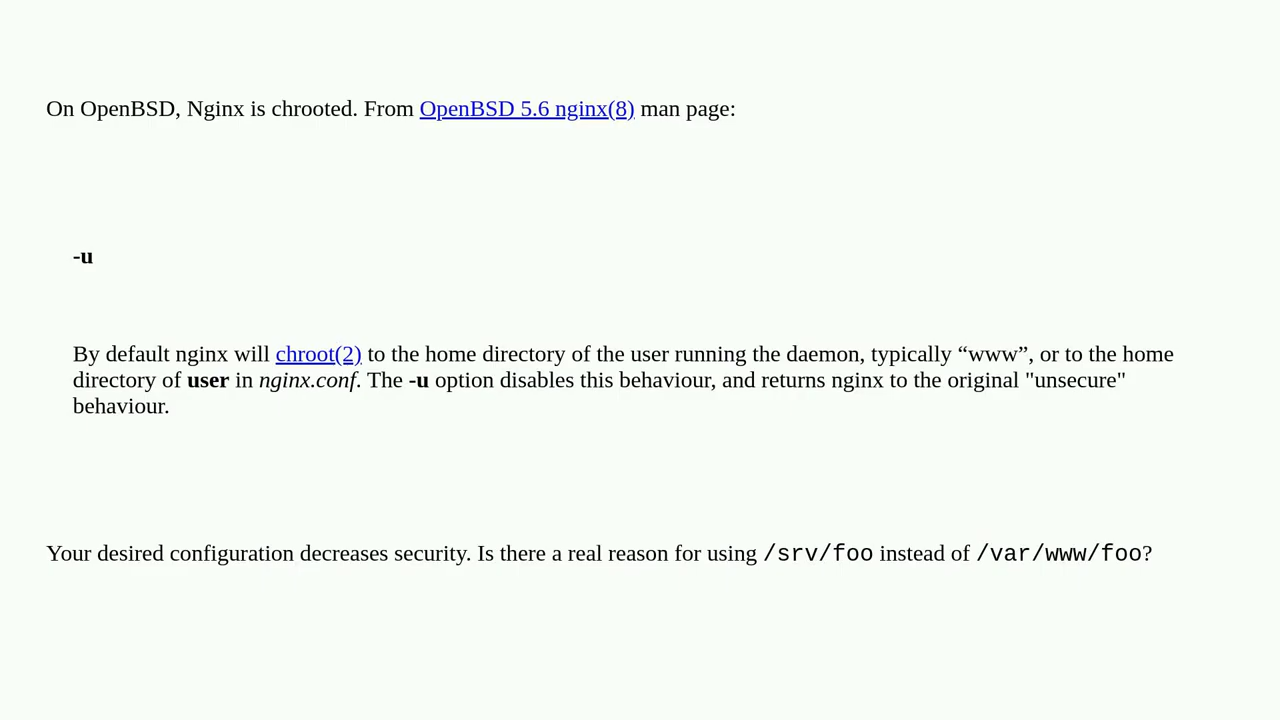 On OpenBSD, Nginx is chrooted. From OpenBSD 5.6 nginx(8) man page:
-u
By default nginx will chroot(2) to the home directory of the user running the daemon, typically “www”, or to the home
directory of user in nginx.conf. The -u option disables this behaviour, and returns nginx to the original "unsecure"
behaviour.
Your desired configuration decreases security. Is there a real reason for using /srv/foo instead of /var/www/foo?